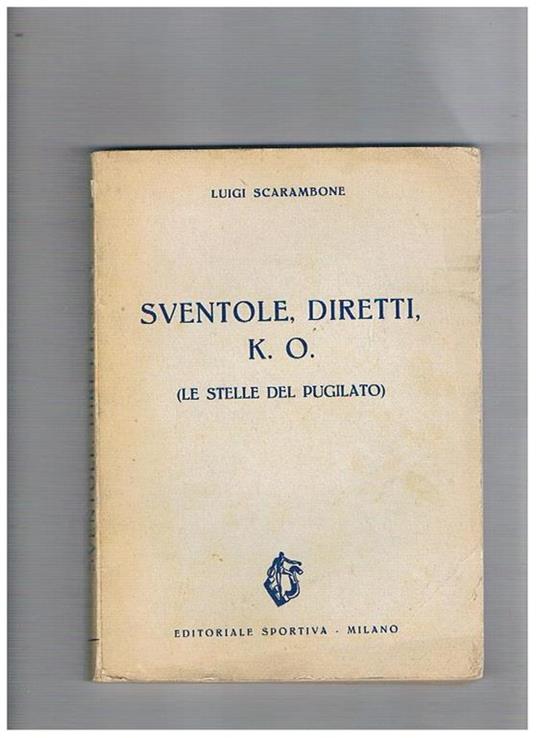 LUIGI SCARAMBONE
SVENTOLE, DIRETTI,
K. O.
(LE STELLE DEL PUGILATO)
EDITORIALE SPORTIVA - MILANO